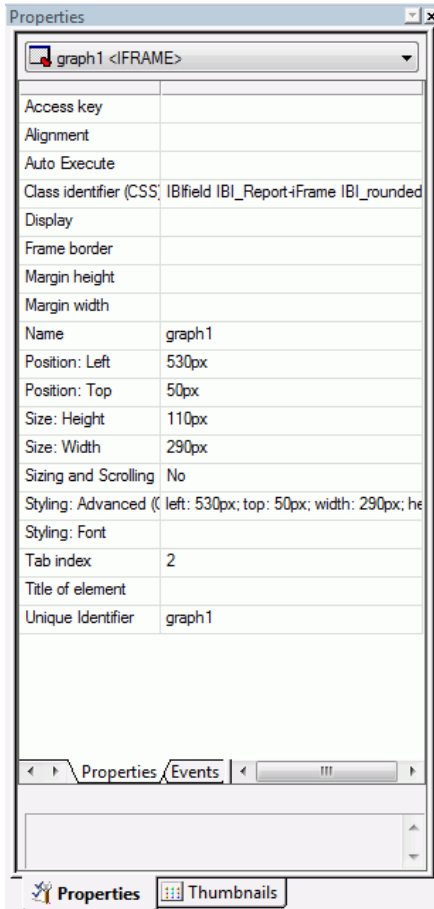 Properties
graph1 <IFRAME>
Access key
Alignment
Auto Execute
Class identifier (CSS) IBIfield IBI_Report-iFrame IBI_rounded
Display
Frame border
Margin height
Margin width
Name graph1
Position: Left 530px
Position: Top 50px
Size: Height 110px
Size: Width 290px
Sizing and Scrolling No
Styling: Advanced (C left: 530px; top: 50px; width: 290px; he
Styling: Font
Tab index 2
Title of element
Unique Identifier graph1
Properties Events
Properties Thumbnails